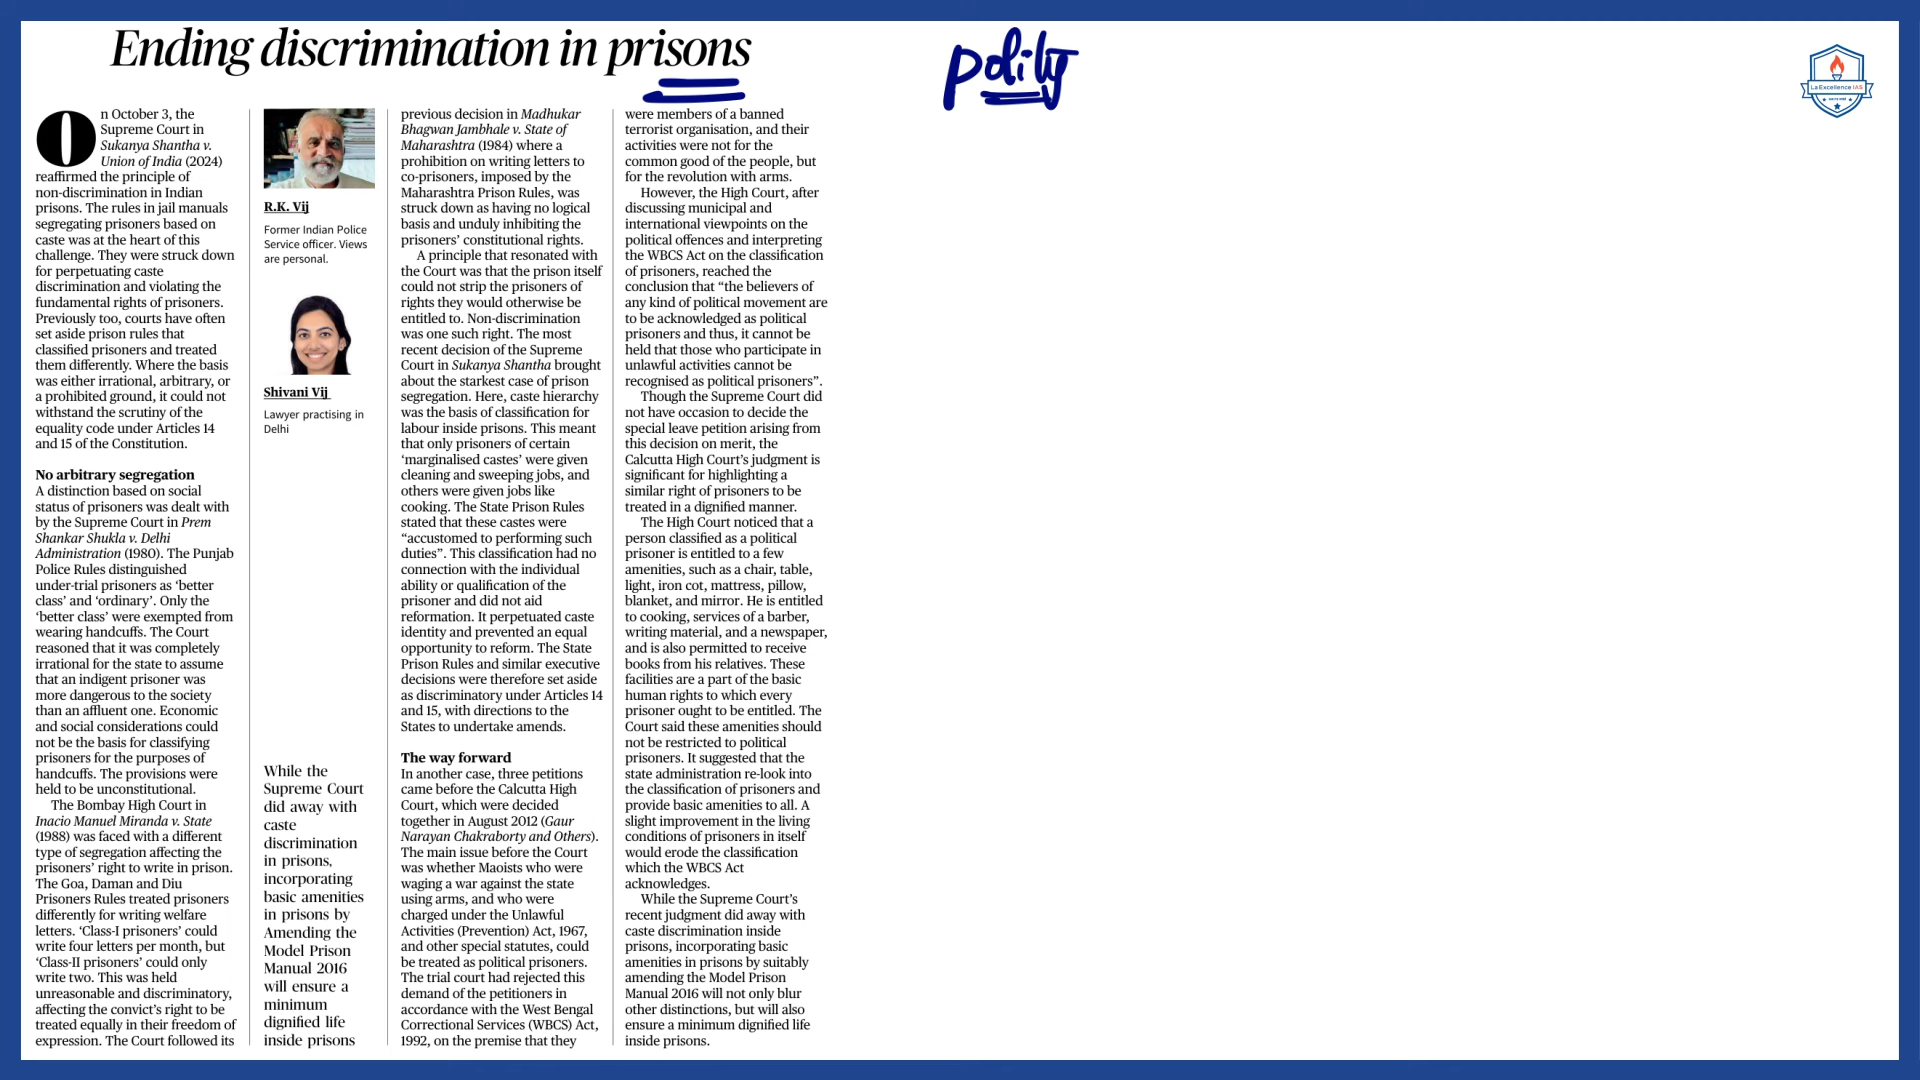 Ending discrimination in prisons
polity
La Excellence IAS
On October 3, the
Supreme Court in
Sukanya Shantha v.
Union of India (2024)
reaffirmed the principle of
non-discrimination in Indian
prisons. The rules in jail manuals
segregating prisoners based on
caste was at the heart of this
challenge. They were struck down
for perpetuating caste
discrimination and violating the
fundamental rights of prisoners.
Previously too, courts have often
set aside prison rules that
classified prisoners and treated
them differently. Where the basis
was either irrational, arbitrary, or
a prohibited ground, it could not
withstand the scrutiny of the
equality code under Articles 14
and 15 of the Constitution.
No arbitrary segregation
A distinction based on social
status of prisoners was dealt with
by the Supreme Court in Prem
Shankar Shukla v. Delhi
Administration (1980). The Punjab
Police Rules distinguished
under-trial prisoners as ‘better
class’ and ‘ordinary’. Only the
‘better class’ were exempted from
wearing handcuffs. The Court
reasoned that it was completely
irrational for the state to assume
that an indigent prisoner was
more dangerous to the society
than an affluent one. Economic
and social considerations could
not be the basis for classifying
prisoners for the purposes of
handcuffs. The provisions were
held to be unconstitutional.
The Bombay High Court in
Inacio Manuel Miranda v. State
(1988) was faced with a different
type of segregation affecting the
prisoners’ right to write in prison.
The Goa, Daman and Diu
Prisoners Rules treated prisoners
differently for writing welfare
letters. ‘Class-I prisoners’ could
write four letters per month, but
‘Class-II prisoners’ could only
write two. This was held
unreasonable and discriminatory,
affecting the convict’s right to be
treated equally in their freedom of
expression. The Court followed its
R.K. Vij
Former Indian Police
Service officer. Views
are personal.
Shivani Vij
Lawyer practising in
Delhi
While the
Supreme Court
did away with
caste
discrimination
in prisons,
incorporating
basic amenities
in prisons by
Amending the
Model Prison
Manual 2016
will ensure a
minimum
dignified life
inside prisons
previous decision in Madhukar
Bhagwan Jambhale v. State of
Maharashtra (1984) where a
prohibition on writing letters to
co-prisoners, imposed by the
Maharashtra Prison Rules, was
struck down as having no logical
basis and unduly inhibiting the
prisoners’ constitutional rights.
A principle that resonated with
the Court was that the prison itself
could not strip the prisoners of
rights they would otherwise be
entitled to. Non-discrimination
was one such right. The most
recent decision of the Supreme
Court in Sukanya Shantha brought
about the starkest case of prison
segregation. Here, caste hierarchy
was the basis of classification for
labour inside prisons. This meant
that only prisoners of certain
‘marginalised castes’ were given
cleaning and sweeping jobs, and
others were given jobs like
cooking. The State Prison Rules
stated that these castes were
“accustomed to performing such
duties”. This classification had no
connection with the individual
ability or qualification of the
prisoner and did not aid
reformation. It perpetuated caste
identity and prevented an equal
opportunity to reform. The State
Prison Rules and similar executive
decisions were therefore set aside
as discriminatory under Articles 14
and 15, with directions to the
States to undertake amends.
The way forward
In another case, three petitions
came before the Calcutta High
Court, which were decided
together in August 2012 (Gaur
Narayan Chakraborty and Others).
The main issue before the Court
was whether Maoists who were
waging a war against the state
using arms, and who were
charged under the Unlawful
Activities (Prevention) Act, 1967,
and other special statutes, could
be treated as political prisoners.
The trial court had rejected this
demand of the petitioners in
accordance with the West Bengal
Correctional Services (WBCS) Act,
1992, on the premise that they
were members of a banned
terrorist organisation, and their
activities were not for the
common good of the people, but
for the revolution with arms.
However, the High Court, after
discussing municipal and
international viewpoints on the
political offences and interpreting
the WBCS Act on the classification
of prisoners, reached the
conclusion that “the believers of
any kind of political movement are
to be acknowledged as political
prisoners and thus, it cannot be
held that those who participate in
unlawful activities cannot be
recognised as political prisoners”.
Though the Supreme Court did
not have occasion to decide the
special leave petition arising from
this decision on merit, the
Calcutta High Court’s judgment is
significant for highlighting a
similar right of prisoners to be
treated in a dignified manner.
The High Court noticed that a
person classified as a political
prisoner is entitled to a few
amenities, such as a chair, table,
light, iron cot, mattress, pillow,
blanket, and mirror. He is entitled
to cooking, services of a barber,
writing material, and a newspaper,
and is also permitted to receive
books from his relatives. These
facilities are a part of the basic
human rights to which every
prisoner ought to be entitled. The
Court said these amenities should
not be restricted to political
prisoners. It suggested that the
state administration re-look into
the classification of prisoners and
provide basic amenities to all. A
slight improvement in the living
conditions of prisoners in itself
would erode the classification
which the WBCS Act
acknowledges.
While the Supreme Court’s
recent judgment did away with
caste discrimination inside
prisons, incorporating basic
amenities in prisons by suitably
amending the Model Prison
Manual 2016 will not only blur
other distinctions, but will also
ensure a minimum dignified life
inside prisons.